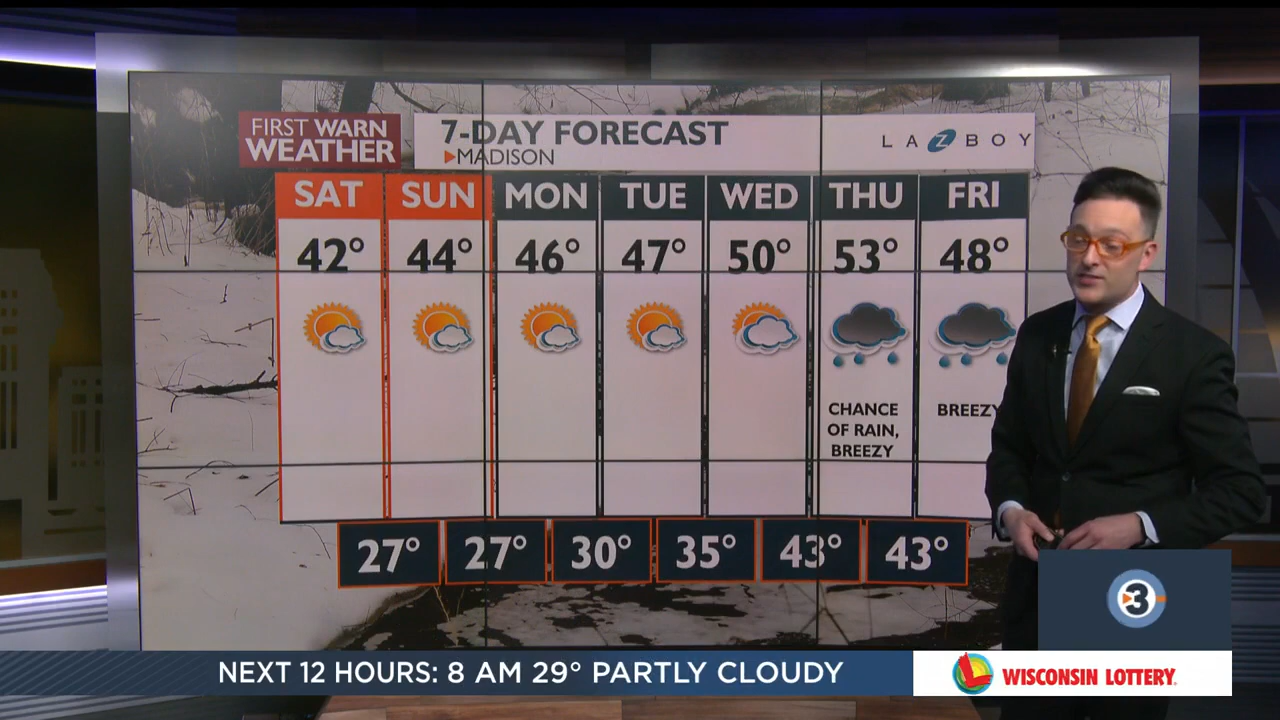 FIRST WARN
WEATHER
7-DAY FORECAST
MADISON
LA Z BOY
SAT SUN MON TUE WED THU FRI
42° 44° 46° 47° 50° 53° 48°
CHANCE
OF RAIN,
BREEZY
BREEZY
27° 27° 30° 35° 43° 43°
3
NEXT 12 HOURS: 8 AM 29° PARTLY CLOUDY
WISCONSIN LOTTERY